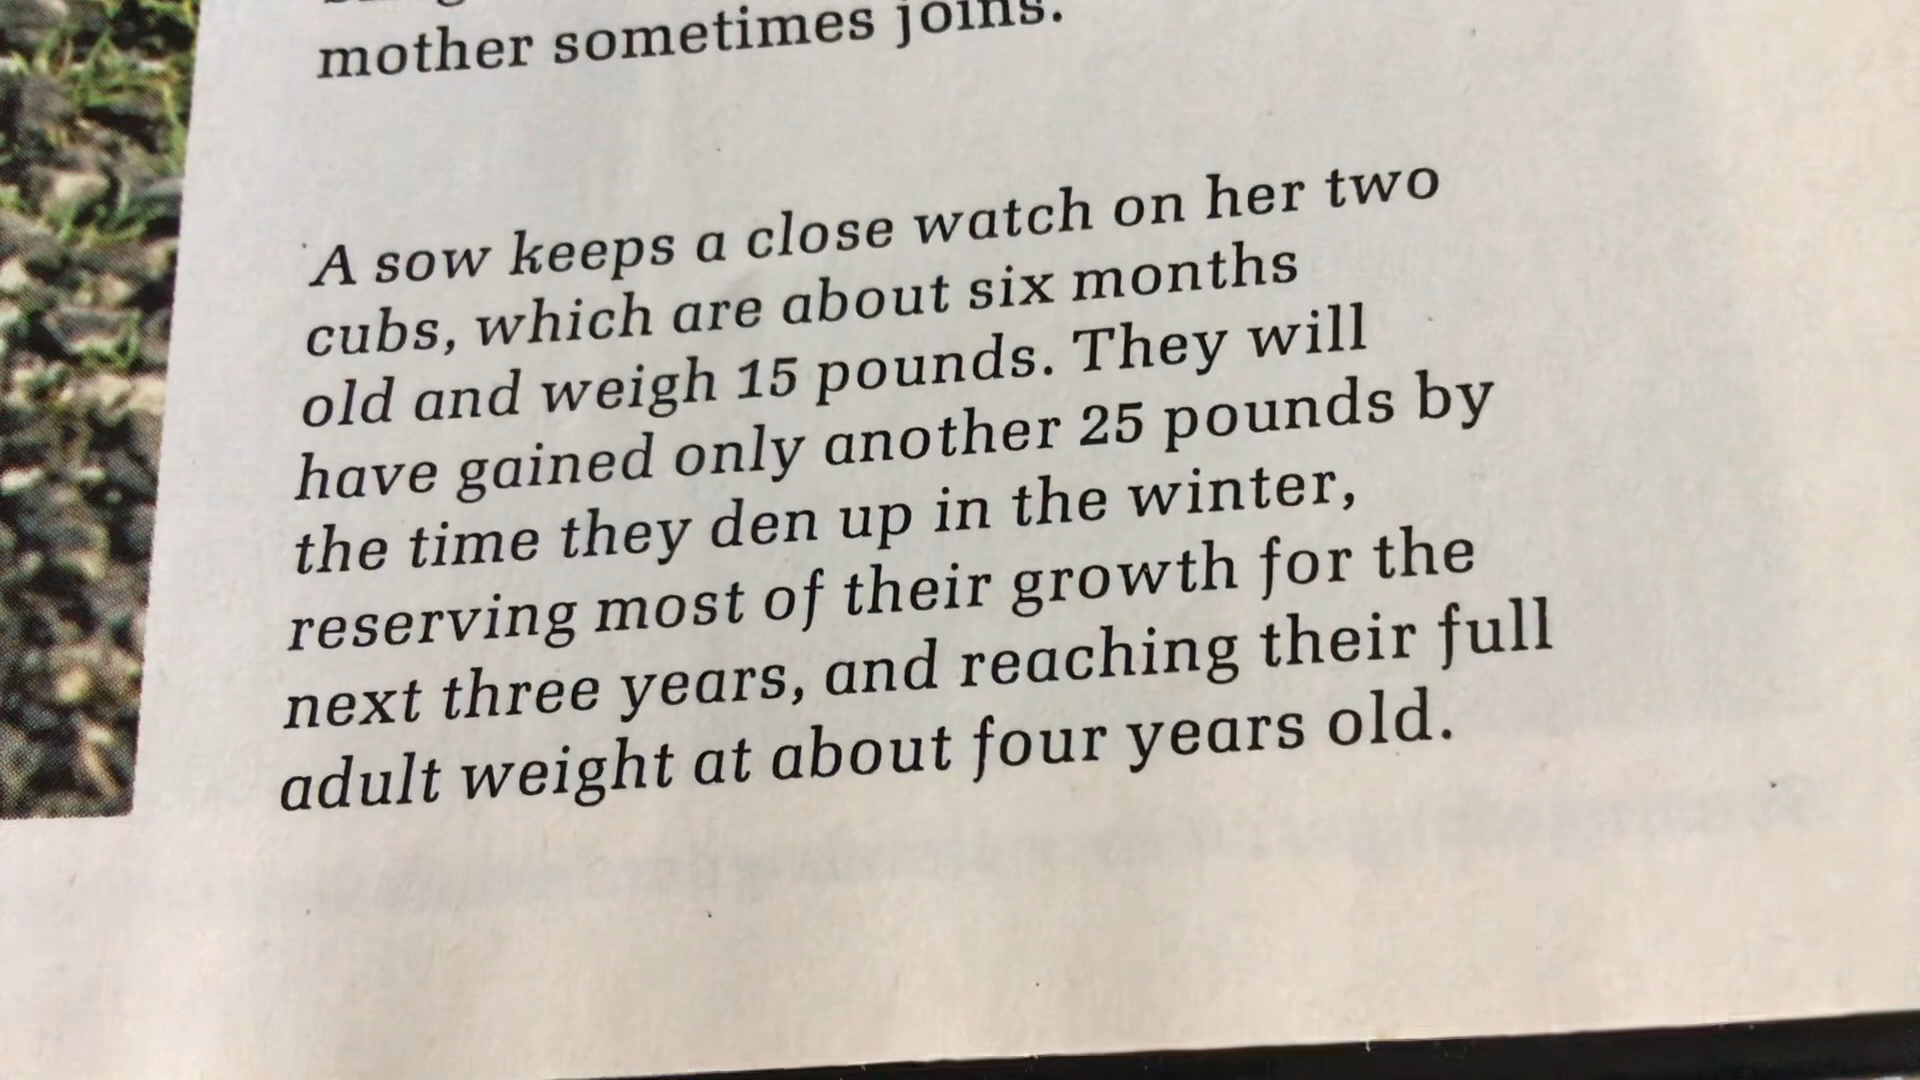 mother sometimes joins.
A sow keeps a close watch on her two
cubs, which are about six months
old and weigh 15 pounds. They will
have gained only another 25 pounds by
the time they den up in the winter,
reserving most of their growth for the
next three years, and reaching their full
adult weight at about four years old.